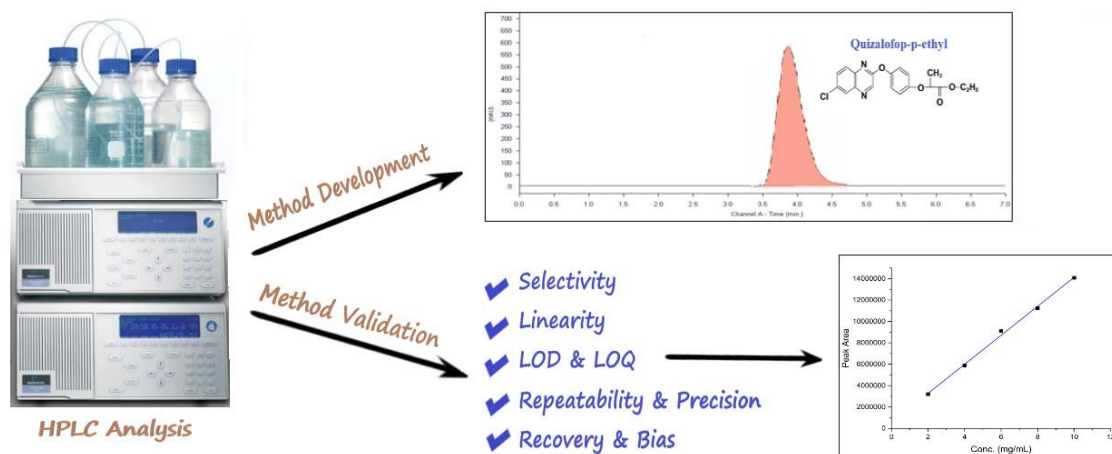 700
650
600
550
500
450
400
350
300
250
200
150
100
50
0
(mAU)
Quizalofop-p-ethyl
N
O
N
Cl
O
CH₃
O
O-C₂H₅
0.0 0.5 1.0 1.5 2.0 2.5 3.0 3.5 4.0 4.5 5.0 5.5 6.0 6.5 7.0
Channel A - Time (min.)
Method Development
Method Validation
HPLC Analysis
Selectivity
Linearity
LOD & LOQ
Repeatability & Precision
Recovery & Bias
14000000
12000000
10000000
8000000
6000000
4000000
2000000
0
Peak Area
0 2 4 6 8 10 12
Conc. (mg/mL)